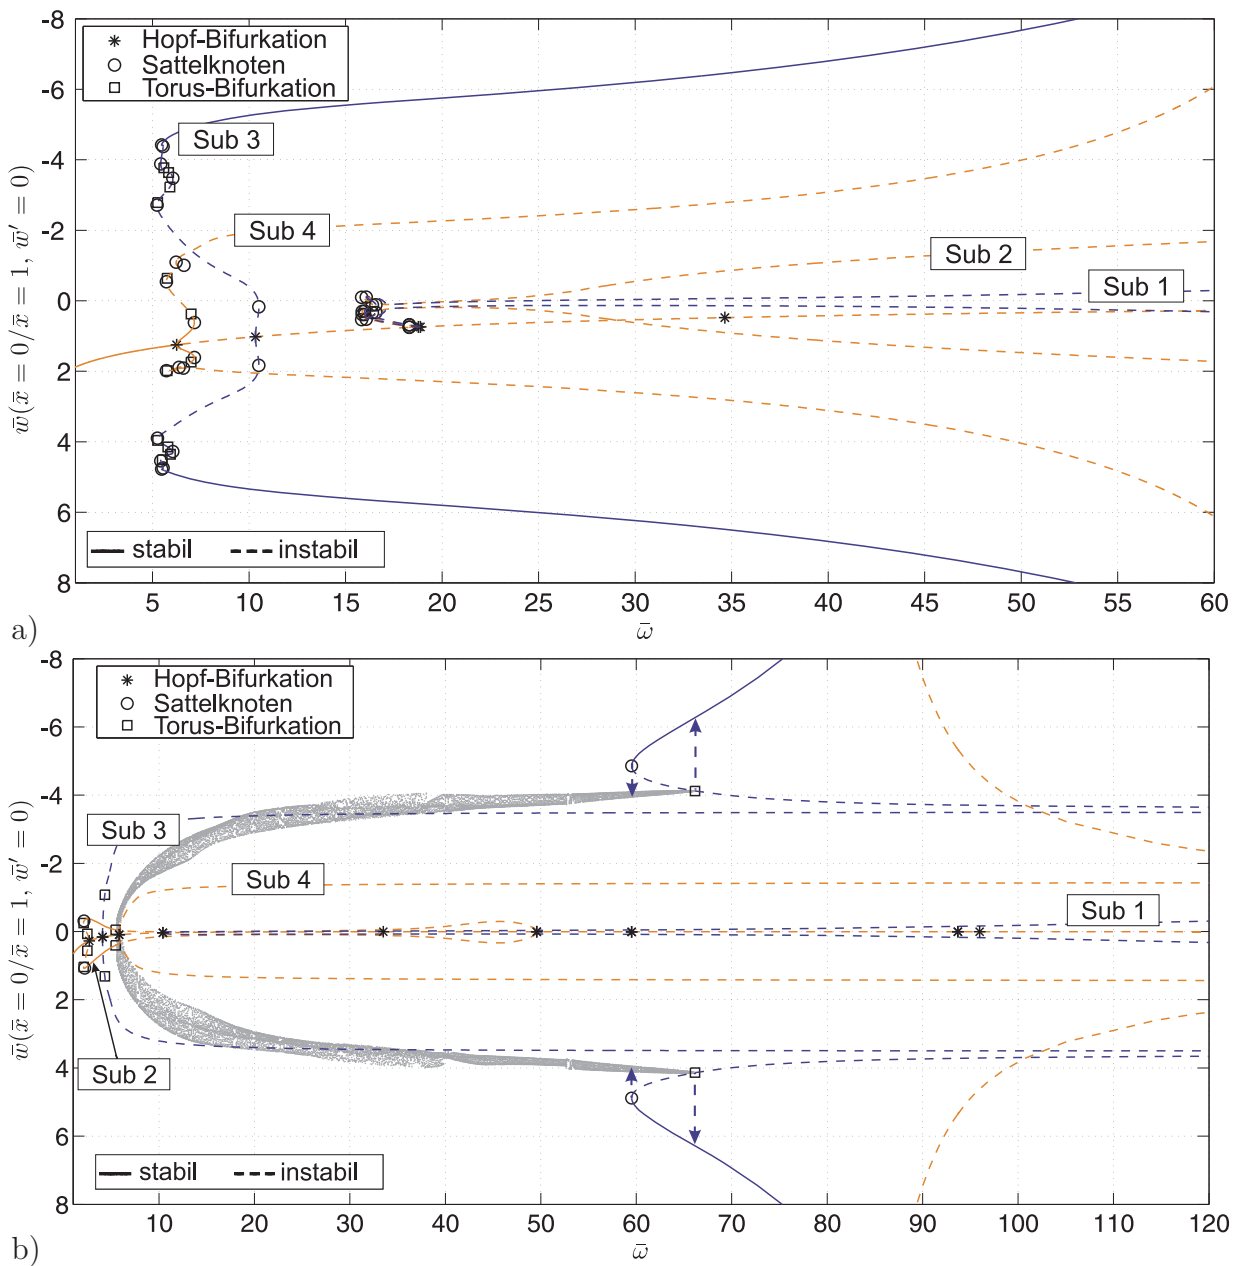 -8
-6
-4
-2
0
2
4
6
8
w̄(x̄ = 0/x̄ = 1, w̄′ = 0)
Hopf-Bifurkation
Sattelknoten
Torus-Bifurkation
Sub 3
Sub 4
Sub 2
Sub 1
stabil
instabil
5 10 15 20 25 30 35 40 45 50 55 60
ω̄
a)
-8
-6
-4
-2
0
2
4
6
8
w̄(x̄ = 0/x̄ = 1, w̄′ = 0)
Hopf-Bifurkation
Sattelknoten
Torus-Bifurkation
Sub 3
Sub 4
Sub 1
Sub 2
stabil
instabil
10 20 30 40 50 60 70 80 90 100 110 120
ω̄
b)